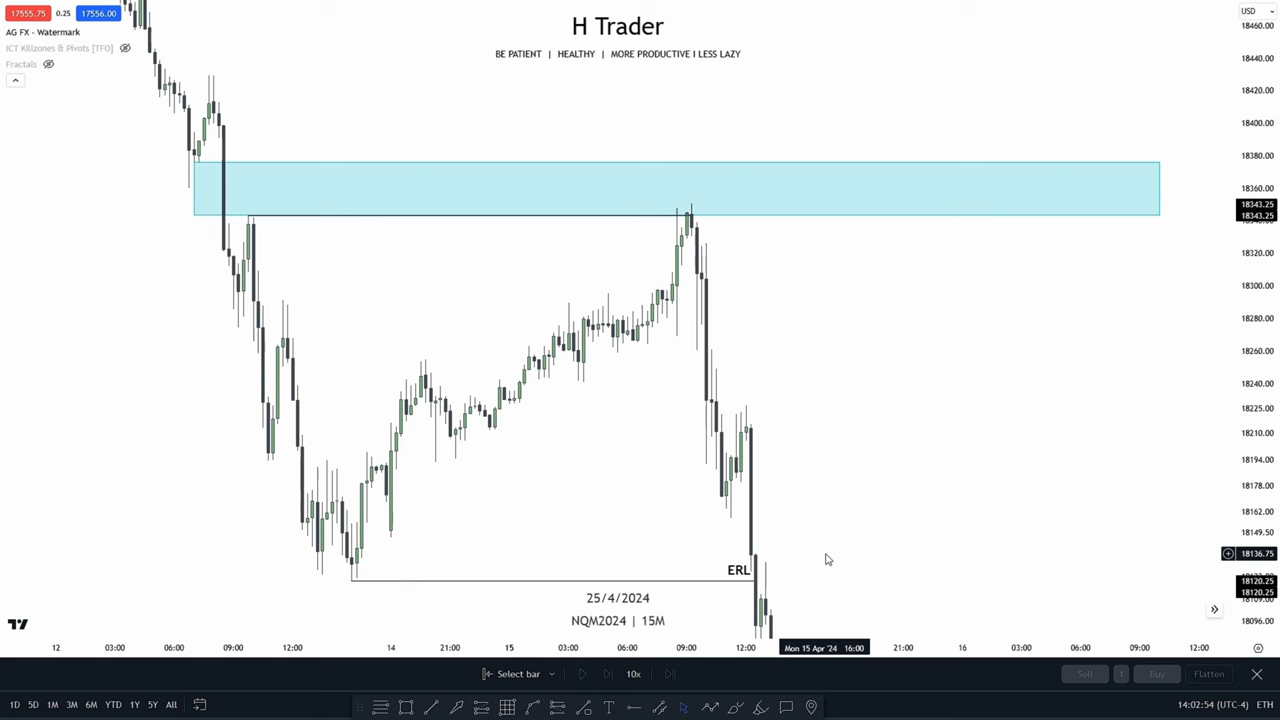 17555.75 0.25 17556.00
H Trader
USD
AG FX - Watermark
BE PATIENT | HEALTHY | MORE PRODUCTIVE I LESS LAZY
ICT Killzones & Pivots [TFO]
Fractals
18460.00
18440.00
18420.00
18400.00
18380.00
18360.00
18343.25
18343.25
18320.00
18300.00
18280.00
18260.00
18240.00
18225.00
18210.00
18194.00
18178.00
18162.00
18149.50
18136.75
18120.25
18120.25
18109.00
18096.00
ERL
25/4/2024
NQM2024 | 15M
12 03:00 06:00 09:00 12:00 14 21:00 15 03:00 06:00 09:00 12:00 Mon 15 Apr '24 16:00 21:00 16 03:00 06:00 09:00 12:00
Select bar 10x Sell 1 Buy Flatten
1D 5D 1M 3M 6M YTD 1Y 5Y All 14:02:54 (UTC-4) ETH